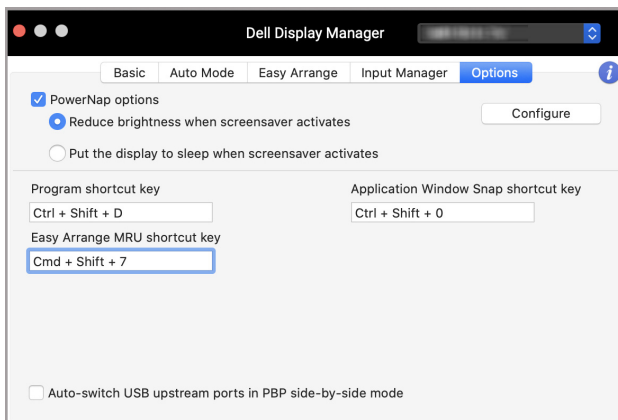 Dell Display Manager
Basic
Auto Mode
Easy Arrange
Input Manager
Options
i
PowerNap options
Configure
Reduce brightness when screensaver activates
Put the display to sleep when screensaver activates
Program shortcut key
Application Window Snap shortcut key
Ctrl + Shift + D
Ctrl + Shift + 0
Easy Arrange MRU shortcut key
Cmd + Shift + 7
Auto-switch USB upstream ports in PBP side-by-side mode